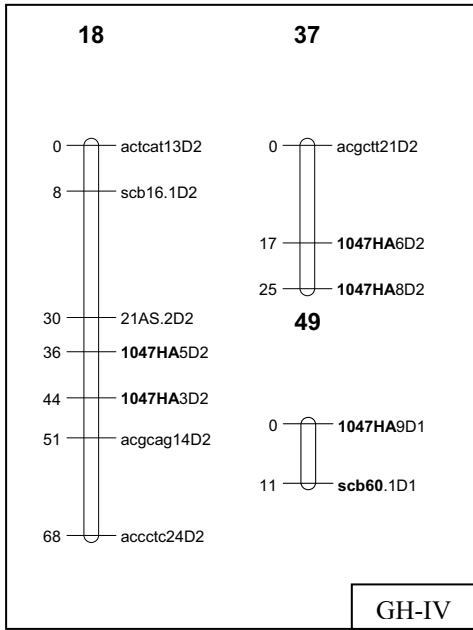 18
0 actcat13D2
8 scb16.1D2
30 21AS.2D2
36 1047HA5D2
44 1047HA3D2
51 acgcag14D2
68 accctc24D2
37
0 acgctt21D2
17 1047HA6D2
25 1047HA8D2
49
0 1047HA9D1
11 scb60.1D1
GH-IV